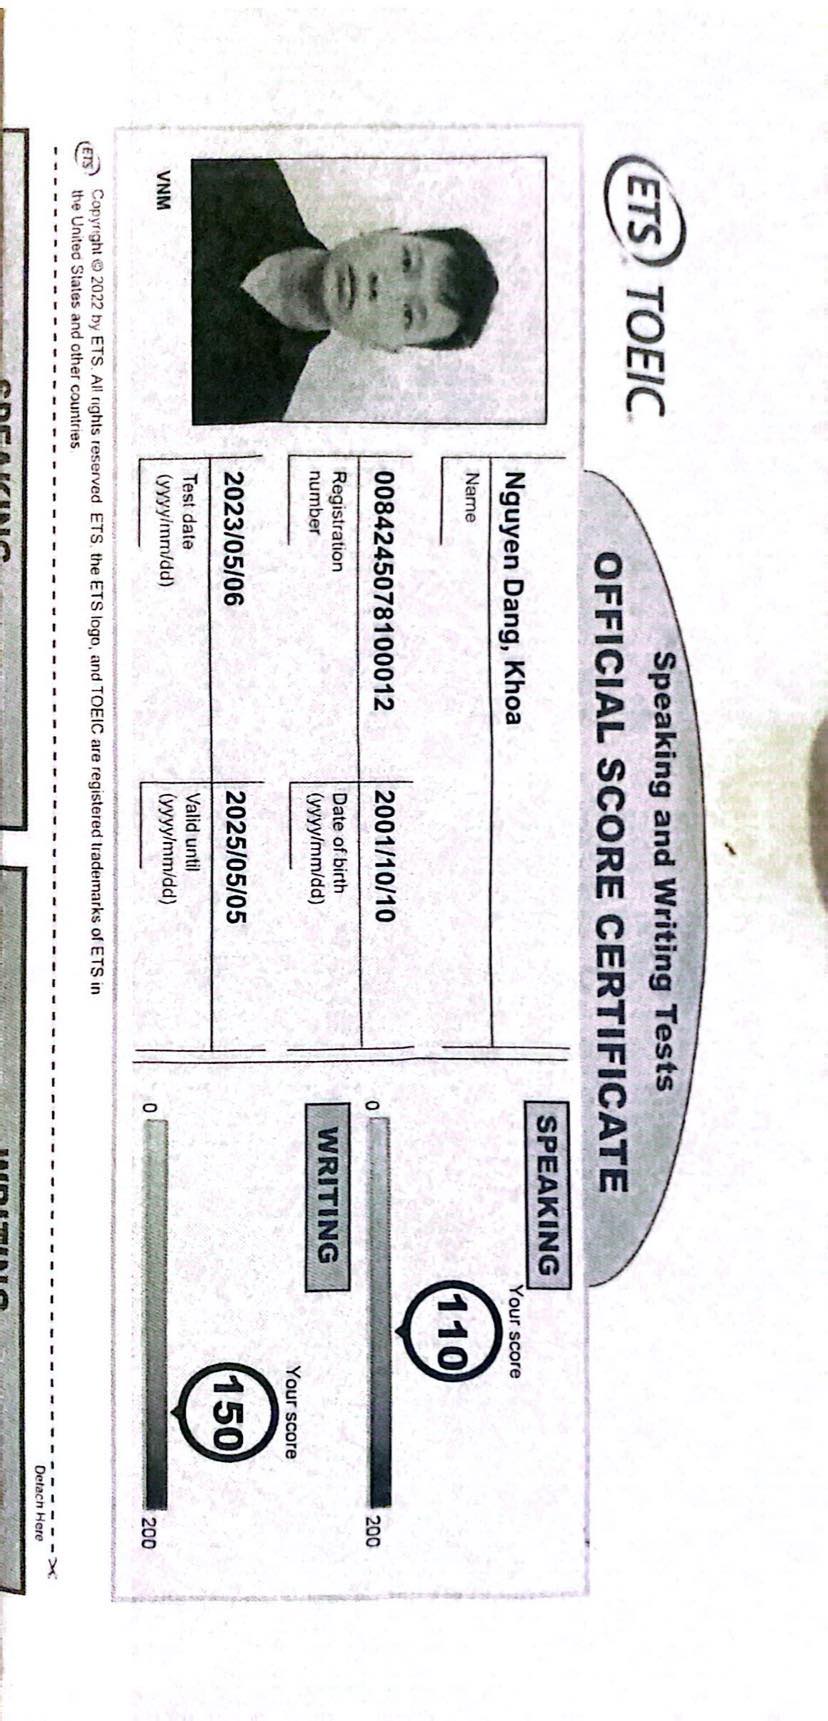 ETS TOEIC
Speaking and Writing Tests
OFFICIAL SCORE CERTIFICATE
Nguyen Dang, Khoa
Name
0084245078100012
Registration
number
2001/10/10
Date of birth
(yyyy/mm/dd)
2023/05/06
Test date
(yyyy/mm/dd)
2025/05/05
Valid until
(yyyy/mm/dd)
VNM
SPEAKING
Your score
110
0
200
WRITING
Your score
150
0
200
ETS
Copyright © 2022 by ETS. All rights reserved. ETS, the ETS logo, and TOEIC are registered trademarks of ETS in
the United States and other countries.
Detach Here
SPEAKING
WRITING